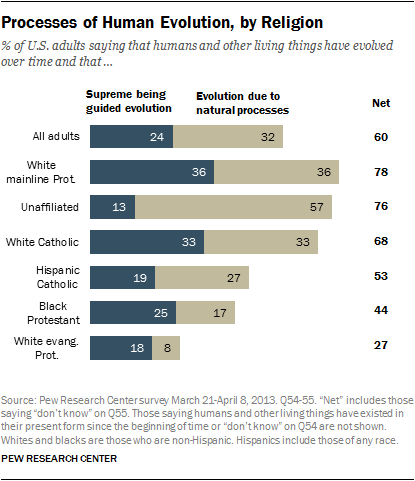 Processes of Human Evolution, by Religion
% of U.S. adults saying that humans and other living things have evolved
over time and that ...
Supreme being
guided evolution
Evolution due to
natural processes
Net
All adults 24 32 60
White
mainline Prot. 36 36 78
Unaffiliated 13 57 76
White Catholic 33 33 68
Hispanic
Catholic 19 27 53
Black
Protestant 25 17 44
White evang.
Prot. 18 8 27
Source: Pew Research Center survey March 21-April 8, 2013. Q54-55. “Net” includes those
saying “don’t know” on Q55. Those saying humans and other living things have existed in
their present form since the beginning of time or “don’t know” on Q54 are not shown.
Whites and blacks are those who are non-Hispanic. Hispanics include those of any race.
PEW RESEARCH CENTER